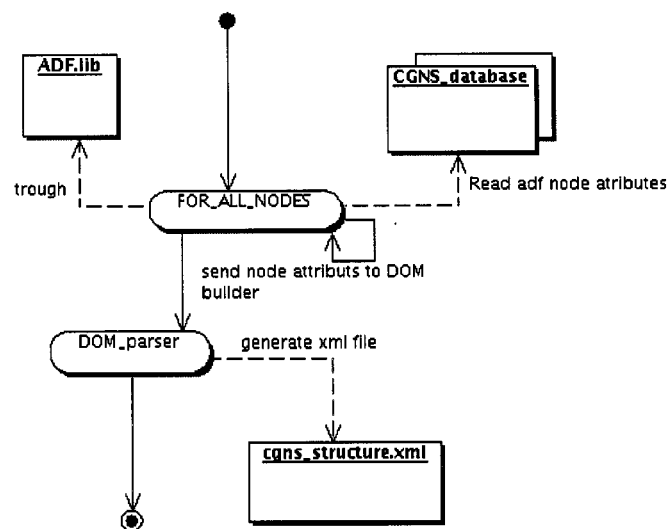 ADF.lib
CGNS_database
trough
Read adf node atributes
FOR_ALL_NODES
send node attributs to DOM
builder
DOM_parser
generate xml file
cgns_structure.xml